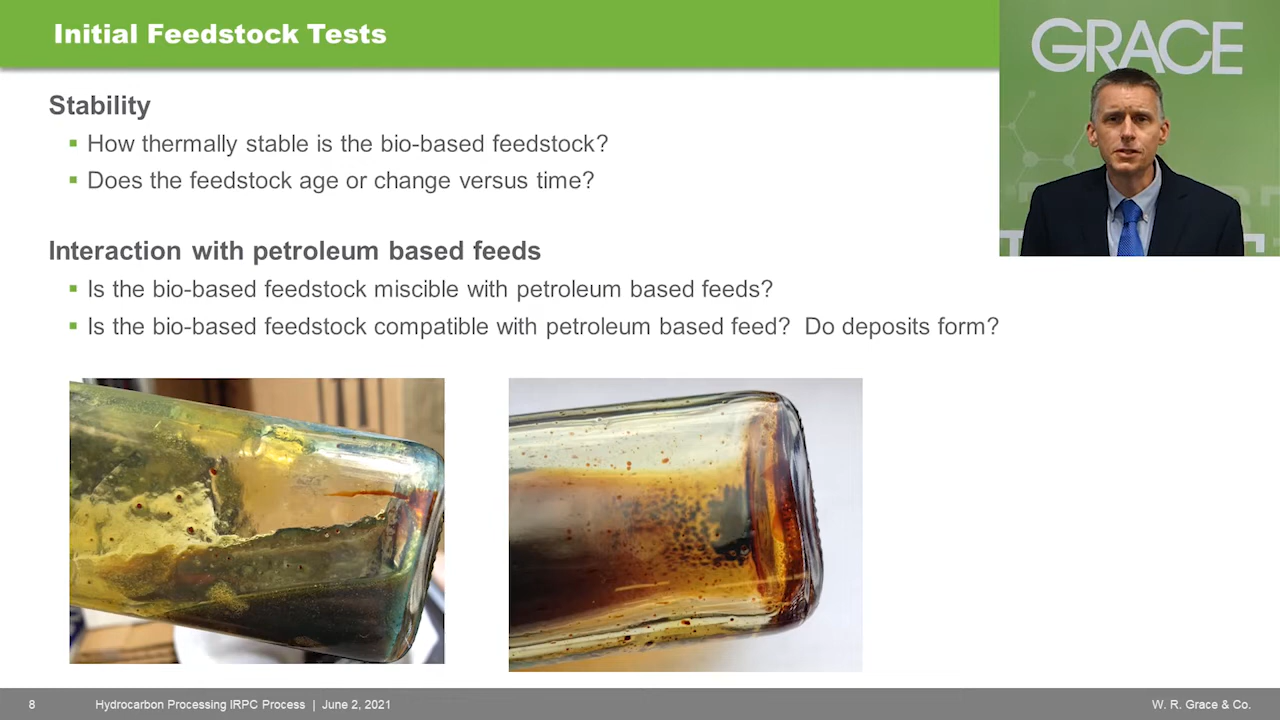 Initial Feedstock Tests
GRACE
Stability
How thermally stable is the bio-based feedstock?
Does the feedstock age or change versus time?
Interaction with petroleum based feeds
Is the bio-based feedstock miscible with petroleum based feeds?
Is the bio-based feedstock compatible with petroleum based feed? Do deposits form?
8
Hydrocarbon Processing IRPC Process | June 2, 2021
W. R. Grace & Co.